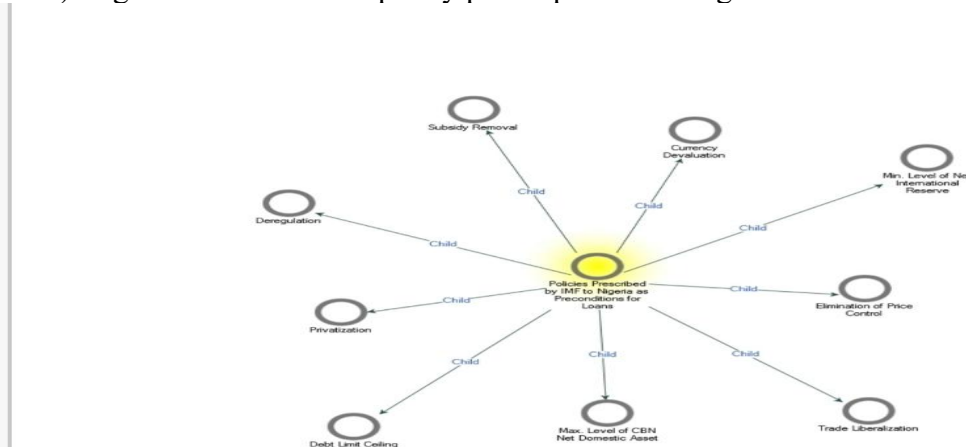 Subsidy Removal
Currency
Devaluation
Min. Level of Ne
International
Reserve
Child
Child
Deregulation
Child
Child
Policies Prescribed
by IMF to Nigeria as
Preconditions for
Loans
Child
Child
Elimination of Price
Control
Privatization
Child
Child
Child
Debt Limit Ceiling
Max. Level of CBN
Net Domestic Asset
Trade Liberalization